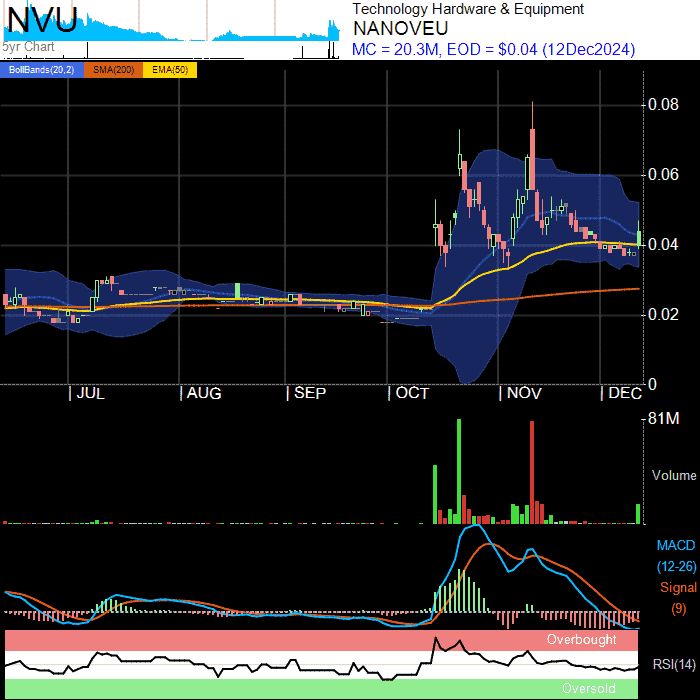 NVU
5yr Chart
Technology Hardware & Equipment
NANOVEU
MC = 20.3M, EOD = $0.04 (12Dec2024)
BollBands(20,2) SMA(200) EMA(50)
0.08
0.06
0.04
0.02
0
| JUL | AUG | SEP | OCT | NOV | DEC
81M
Volume
MACD
(12-26)
Signal
(9)
Overbought
RSI(14)
Oversold